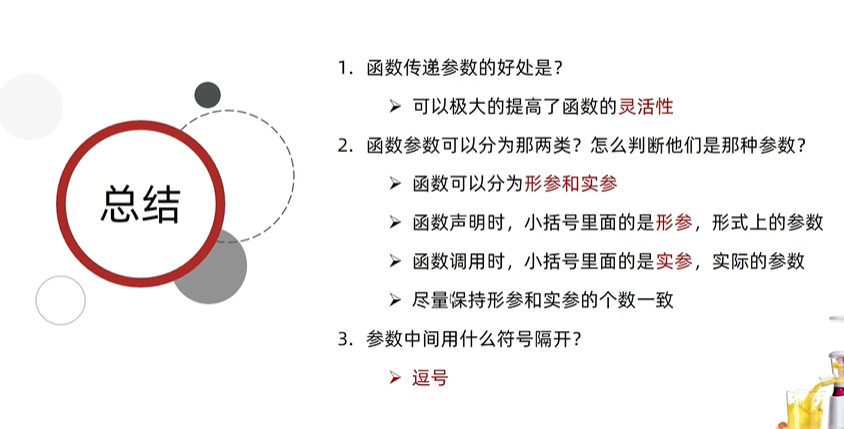 总结
1. 函数传递参数的好处是？
➢ 可以极大的提高了函数的灵活性
2. 函数参数可以分为那两类？怎么判断他们是那种参数？
➢ 函数可以分为形参和实参
➢ 函数声明时，小括号里面的是形参，形式上的参数
➢ 函数调用时，小括号里面的是实参，实际的参数
➢ 尽量保持形参和实参的个数一致
3. 参数中间用什么符号隔开？
➢ 逗号